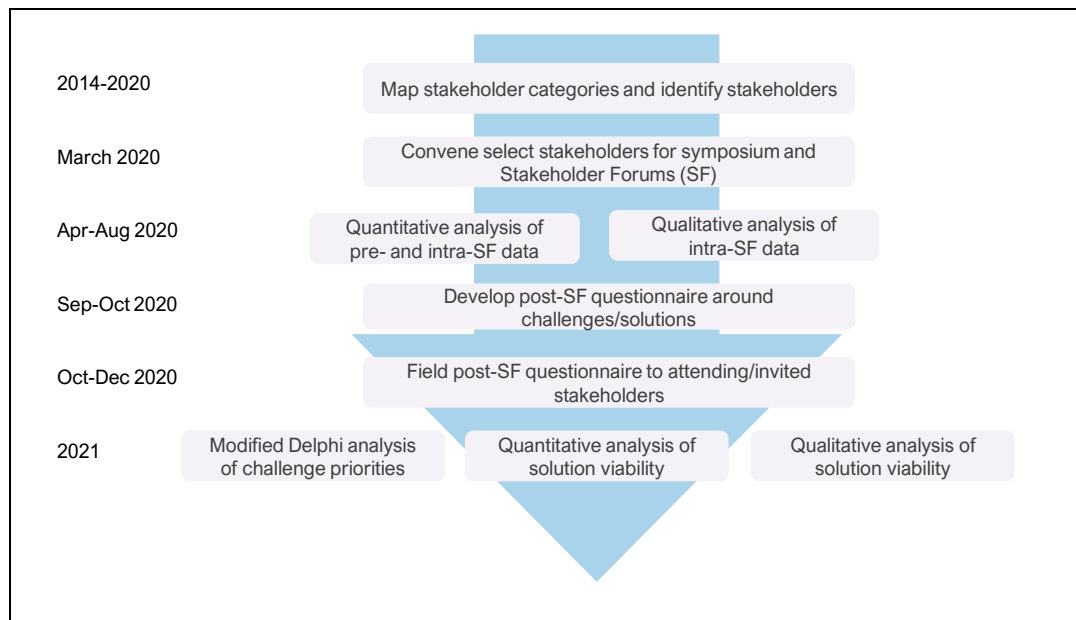 2014-2020
Map stakeholder categories and identify stakeholders
March 2020
Convene select stakeholders for symposium and
Stakeholder Forums (SF)
Apr-Aug 2020
Quantitative analysis of
pre- and intra-SF data
Qualitative analysis of
intra-SF data
Sep-Oct 2020
Develop post-SF questionnaire around
challenges/solutions
Oct-Dec 2020
Field post-SF questionnaire to attending/invited
stakeholders
2021
Modified Delphi analysis
of challenge priorities
Quantitative analysis of
solution viability
Qualitative analysis of
solution viability